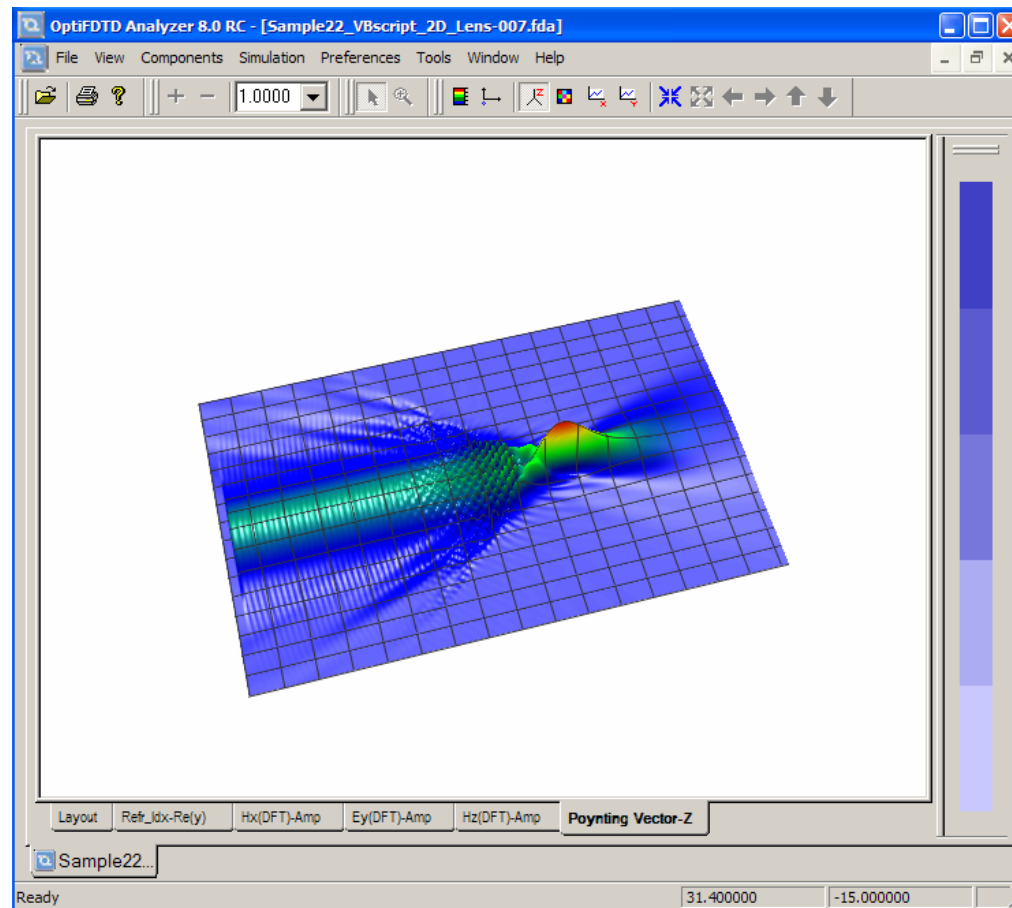 OptiFDTD Analyzer 8.0 RC - [Sample22_VBscript_2D_Lens-007.fda]
File View Components Simulation Preferences Tools Window Help
1.0000
Layout Refr_Idx-Re(y) Hx(DFT)-Amp Ey(DFT)-Amp Hz(DFT)-Amp Poynting Vector-Z
Sample22...
Ready 31.400000 -15.000000